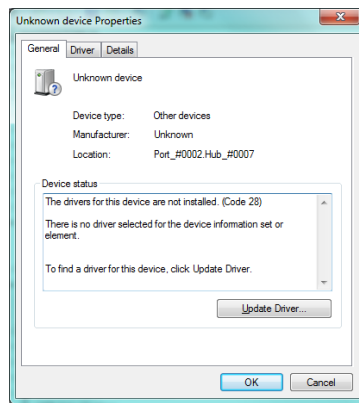 Unknown device Properties
General Driver Details
Unknown device
Device type: Other devices
Manufacturer: Unknown
Location: Port_#0002.Hub_#0007
Device status
The drivers for this device are not installed. (Code 28)
There is no driver selected for the device information set or
element.
To find a driver for this device, click Update Driver.
Update Driver...
OK Cancel